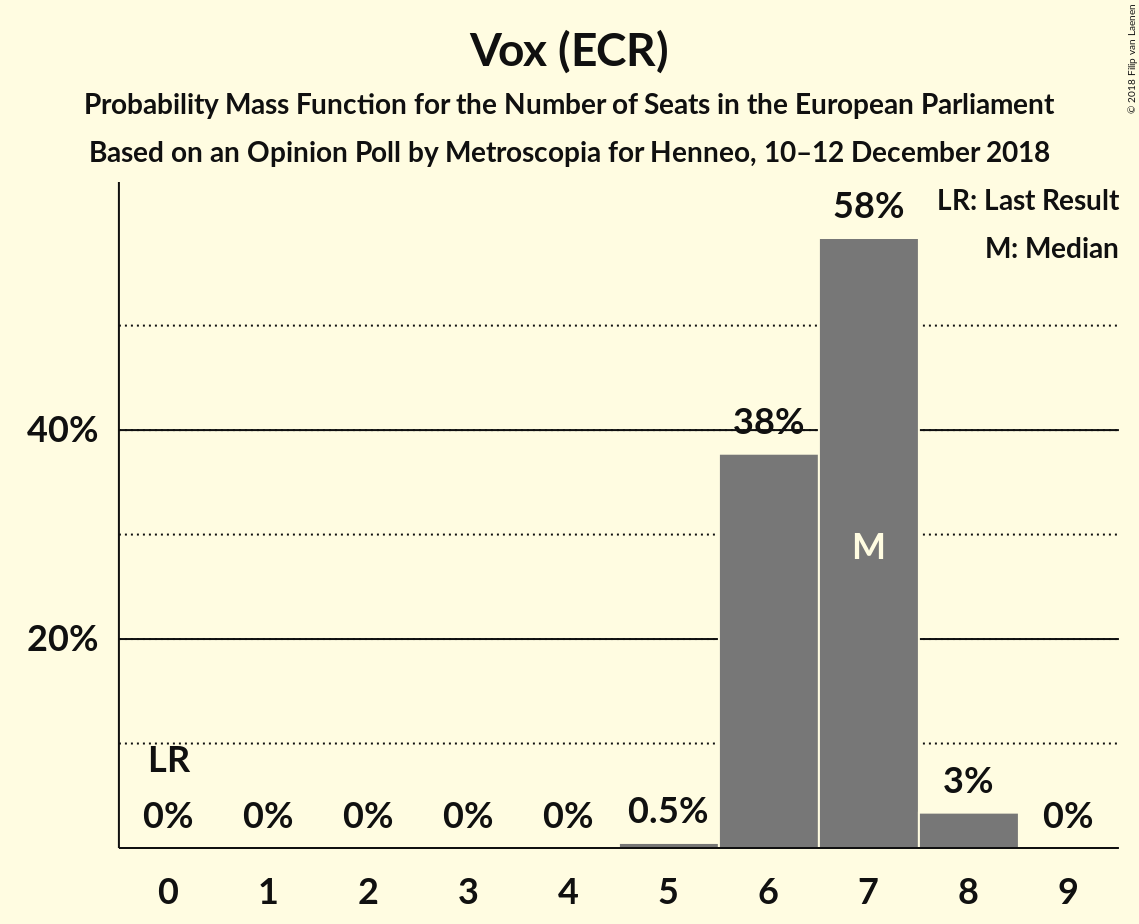 Vox (ECR)
Probability Mass Function for the Number of Seats in the European Parliament
Based on an Opinion Poll by Metroscopia for Henneo, 10–12 December 2018
© 2018 Filip van Laenen
LR: Last Result
M: Median
58%
40%
38%
M
20%
LR
0% 0% 0% 0% 0% 0.5% 3% 0%
0 1 2 3 4 5 6 7 8 9